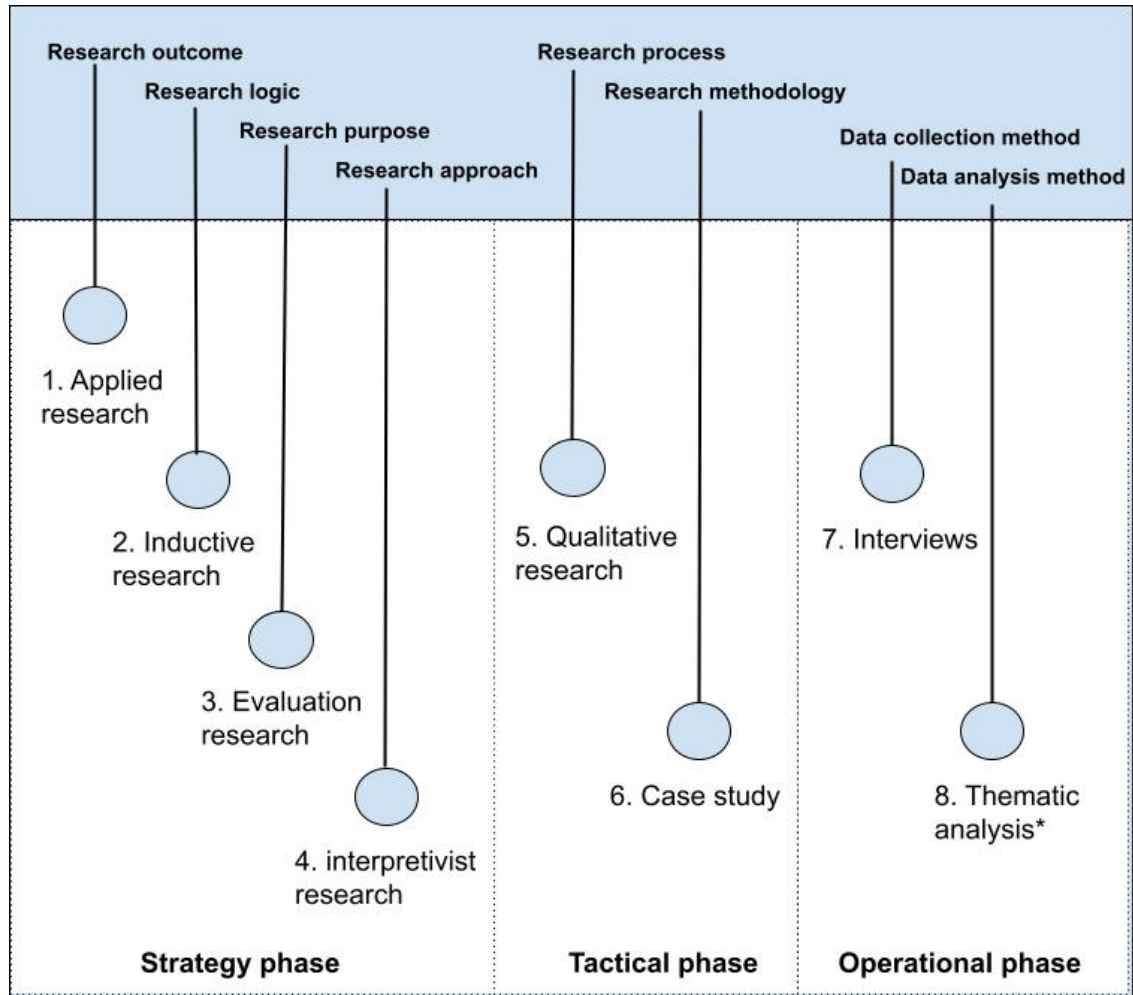 Research outcome
Research logic
Research purpose
Research approach
Research process
Research methodology
Data collection method
Data analysis method
1. Applied
research
2. Inductive
research
3. Evaluation
research
4. interpretivist
research
5. Qualitative
research
6. Case study
7. Interviews
8. Thematic
analysis*
Strategy phase
Tactical phase
Operational phase